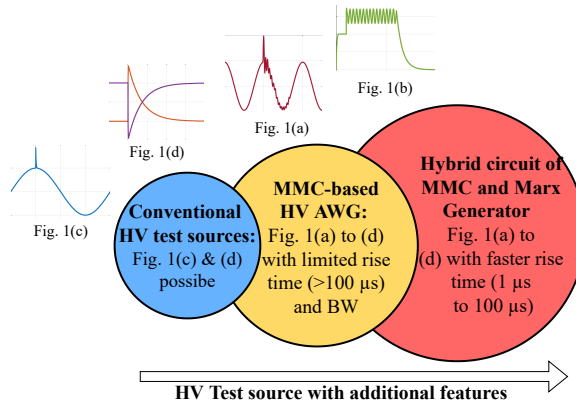 Fig. 1(b)
Fig. 1(a)
Fig. 1(d)
Fig. 1(c)
Conventional
HV test sources:
Fig. 1(c) & (d)
possibe
MMC-based
HV AWG:
Fig. 1(a) to (d)
with limited rise
time (>100 µs)
and BW
Hybrid circuit of
MMC and Marx
Generator
Fig. 1(a) to
(d) with faster rise
time (1 µs
to 100 µs)
HV Test source with additional features